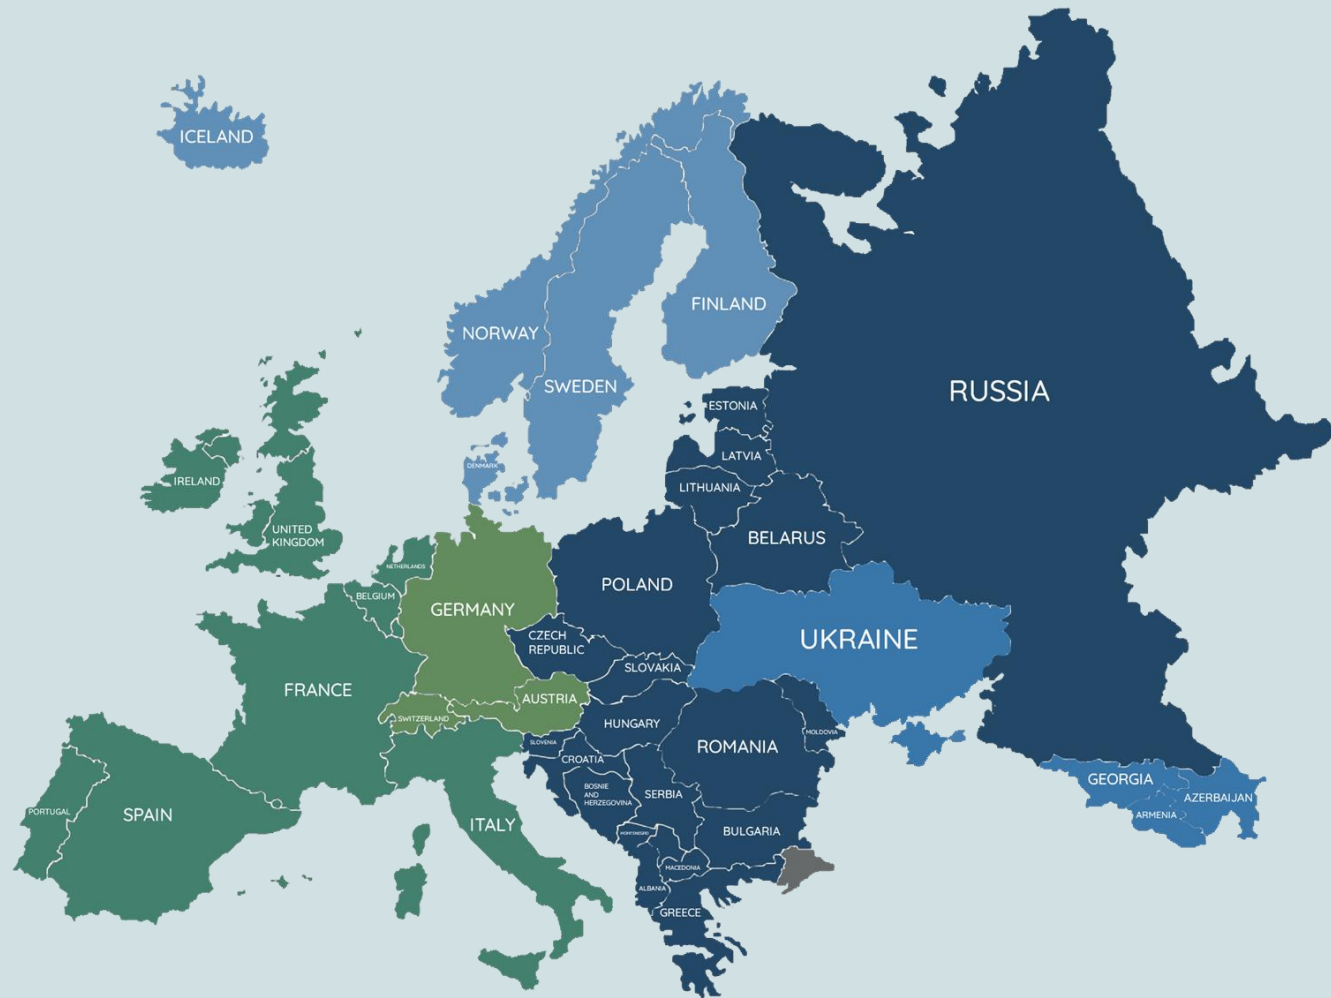 ICELAND
FINLAND
NORWAY
SWEDEN
RUSSIA
ESTONIA
LATVIA
DENMARK
IRELAND
LITHUANIA
UNITED
KINGDOM
BELARUS
NETHERLANDS
POLAND
BELGIUM
GERMANY
CZECH
REPUBLIC
UKRAINE
SLOVAKIA
FRANCE
AUSTRIA
SWITZERLAND
HUNGARY
MOLDOVIA
SLOVENIA
ROMANIA
CROATIA
GEORGIA
BOSNIE
AND
HERZEGOVINA
SERBIA
AZERBAIJAN
PORTUGAL
SPAIN
ARMENIA
ITALY
MONTENEGRO
BULGARIA
MACEDONIA
ALBANIA
GREECE